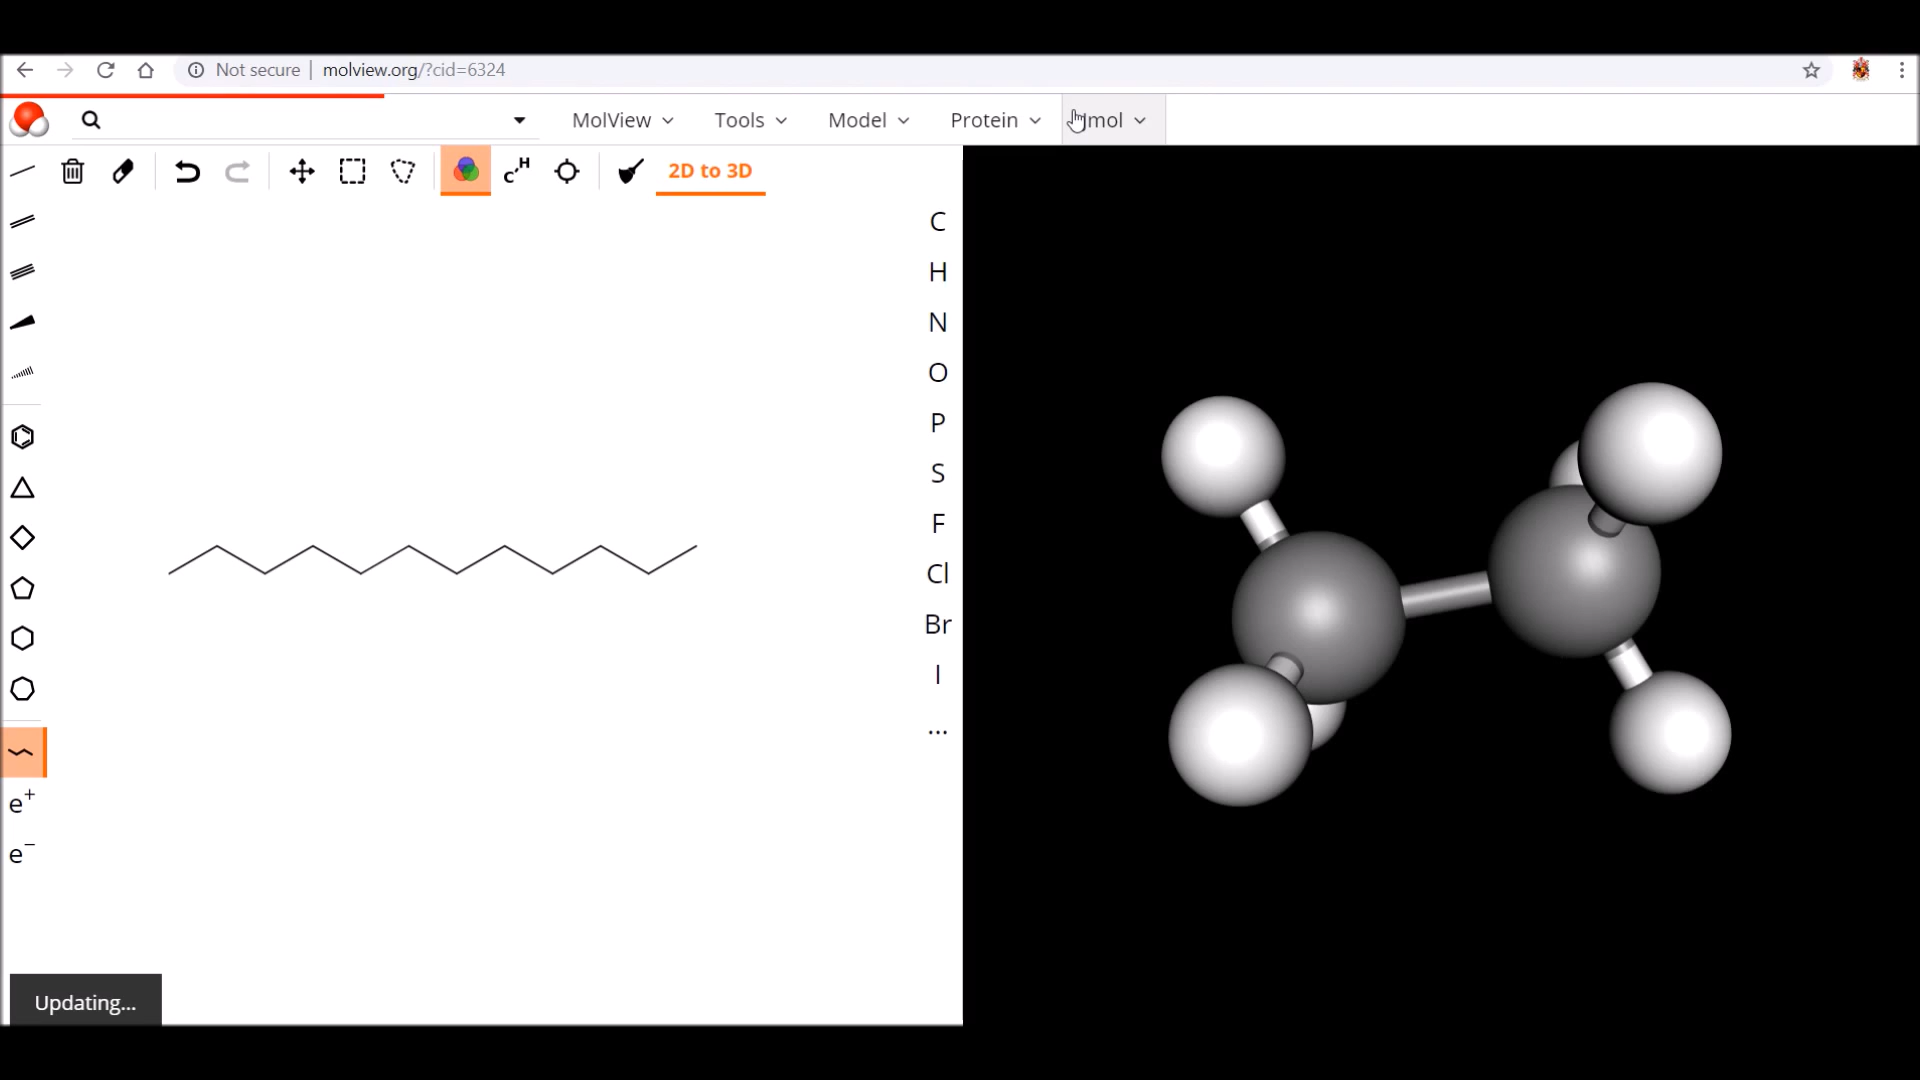 Not secure | molview.org/?cid=6324
MolView Tools Model Protein Jmol
2D to 3D
C
H
N
O
P
S
F
Cl
Br
I
...
C H
e+
e−
Updating...